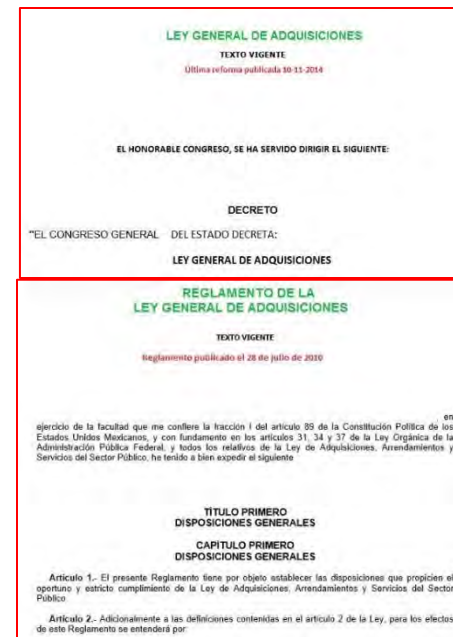 LEY GENERAL DE ADQUISICIONES
TEXTO VIGENTE
Última reforma publicada 10-11-2014
EL HONORABLE CONGRESO, SE HA SERVIDO DIRIGIR EL SIGUIENTE:
DECRETO
"EL CONGRESO GENERAL DEL ESTADO DECRETA:
LEY GENERAL DE ADQUISICIONES
REGLAMENTO DE LA
LEY GENERAL DE ADQUISICIONES
TEXTO VIGENTE
Reglamento publicado el 28 de julio de 2010
en
ejercicio de la facultad que me confiere la fracción I del artículo 89 de la Constitución Política de los
Estados Unidos Mexicanos, y con fundamento en los artículos 31, 34 y 37 de la Ley Orgánica de la
Administración Pública Federal, y todos los relativos de la Ley de Adquisiciones, Arrendamientos y
Servicios del Sector Público, he tenido a bien expedir el siguiente
TÍTULO PRIMERO
DISPOSICIONES GENERALES
CAPÍTULO PRIMERO
DISPOSICIONES GENERALES
Artículo 1.- El presente Reglamento tiene por objeto establecer las disposiciones que propicien el
oportuno y estricto cumplimiento de la Ley de Adquisiciones, Arrendamientos y Servicios del Sector
Público
Artículo 2.- Adicionalmente a las definiciones contenidas en el artículo 2 de la Ley, para los efectos
de este Reglamento se entenderá por